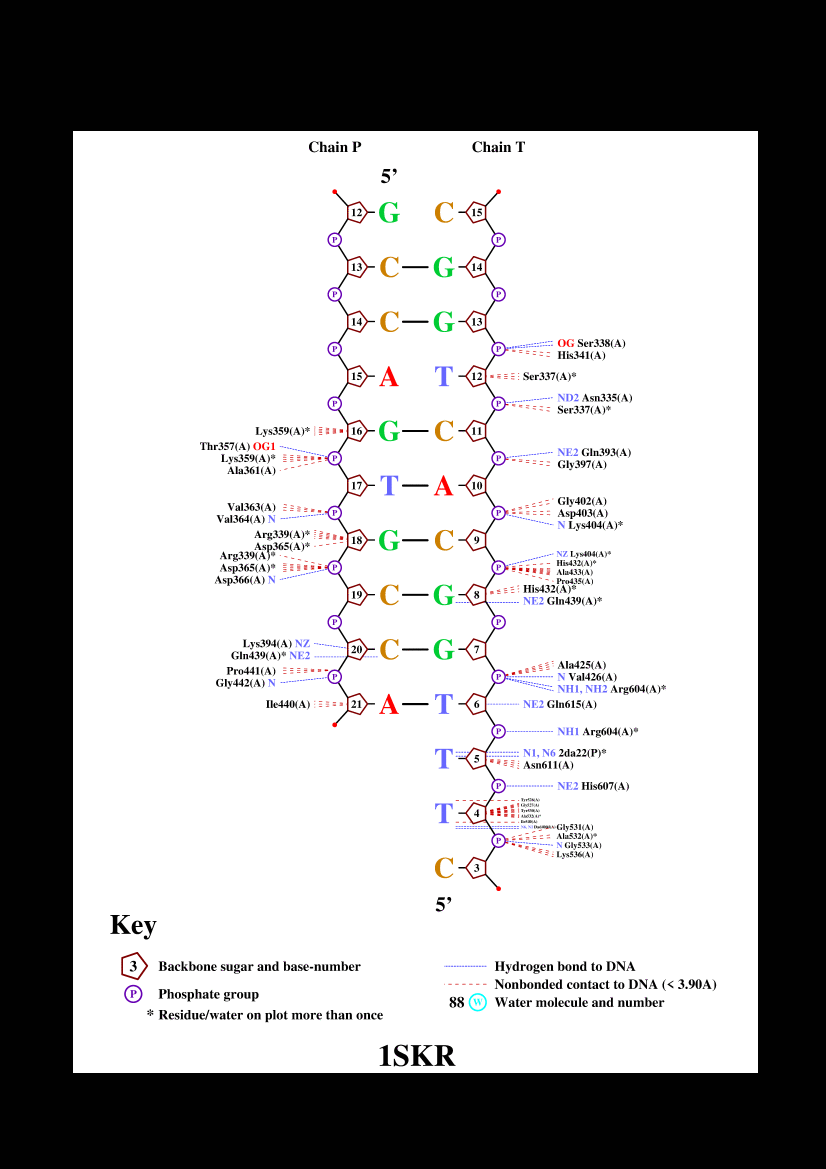 Chain P Chain T
5’
12 G C 15
P P
13 C G 14
P P
14 C G 13
P P OG Ser338(A)
His341(A)
15 A T 12 Ser337(A)*
P P ND2 Asn335(A)
Ser337(A)*
Lys359(A)* 16 G C 11
Thr357(A) OG1 P P NE2 Gln393(A)
Lys359(A)* Gly397(A)
Ala361(A)
17 T A 10
Val363(A) P P Gly402(A)
Val364(A) N Asp403(A)
N Lys404(A)*
Arg339(A)* 18 G C 9
Asp365(A)*
Arg339(A)* P P NZ Lys404(A)*
Asp365(A)* His432(A)*
Asp366(A) N Ala433(A)
Pro435(A)
19 C G 8 His432(A)*
NE2 Gln439(A)*
P P
Lys394(A) NZ 20 C G 7
Gln439(A)* NE2
Pro441(A) P P Ala425(A)
Gly442(A) N N Val426(A)
NH1, NH2 Arg604(A)*
Ile440(A) 21 A T 6 NE2 Gln615(A)
P NH1 Arg604(A)*
T 5 N1, N6 2da22(P)*
Asn611(A)
P NE2 His607(A)
T 4
P Gly531(A)
Ala532(A)*
N Gly533(A)
Lys536(A)
C 3
5’
Key
3 Backbone sugar and base-number
P Phosphate group
* Residue/water on plot more than once
Hydrogen bond to DNA
Nonbonded contact to DNA (< 3.90A)
88 W Water molecule and number
1SKR